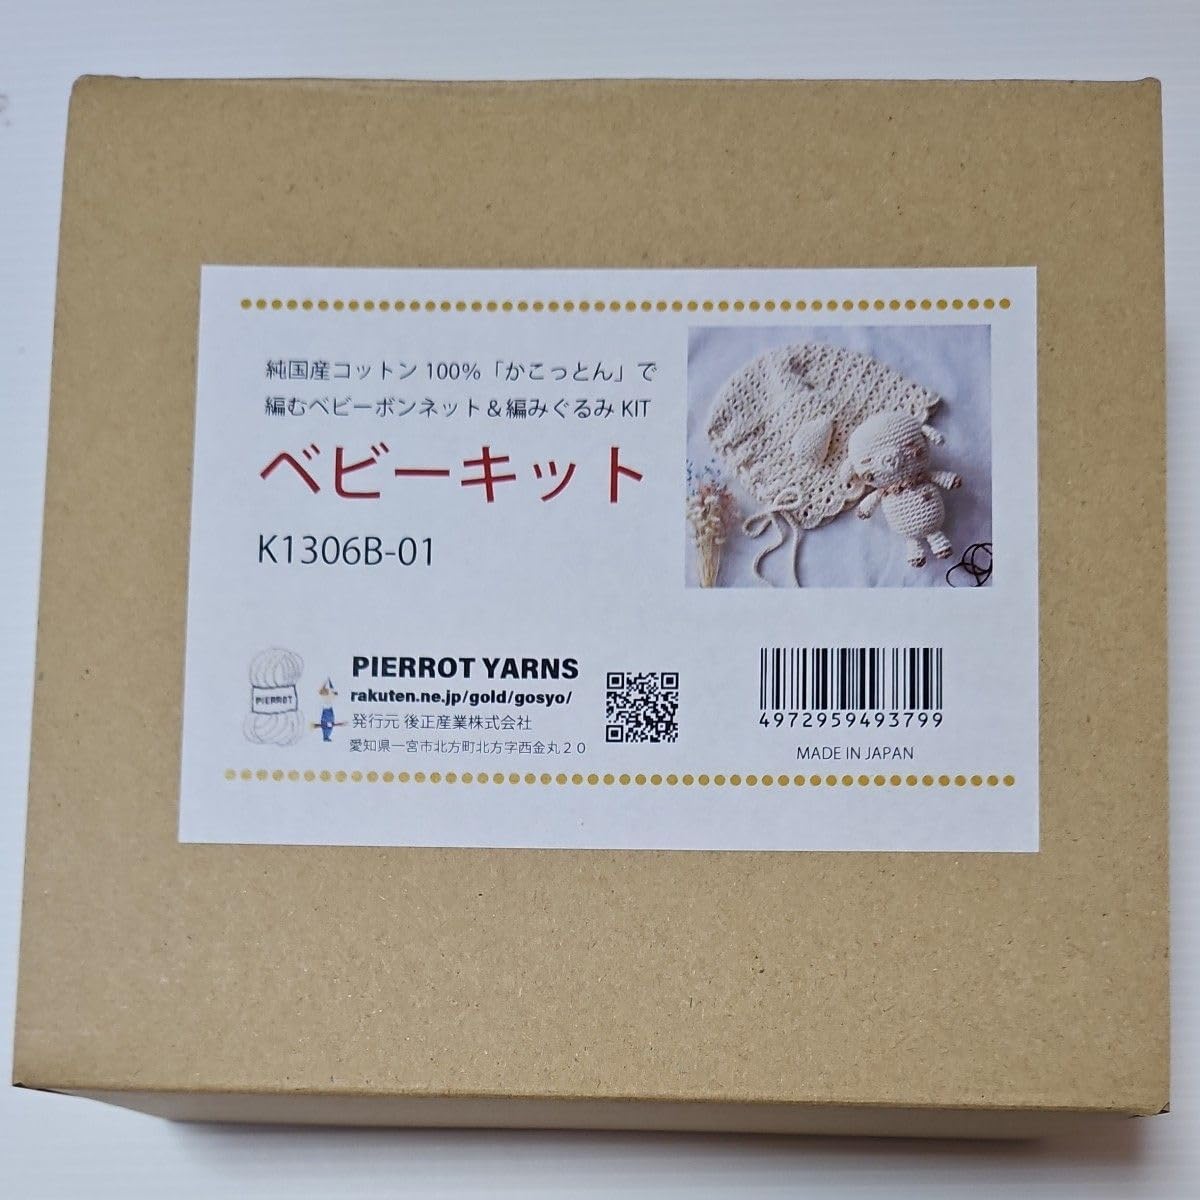 純国産コットン 100%「かこっとん」で
編むベビーボンネット＆編みぐるみ KIT
ベビーキット
K1306B-01
PIERROT
PIERROT YARNS
rakuten.ne.jp/gold/gosyo/
発行元 後正産業株式会社
愛知県一宮市北方町北方字西金丸２０
4972959493799
MADE IN JAPAN